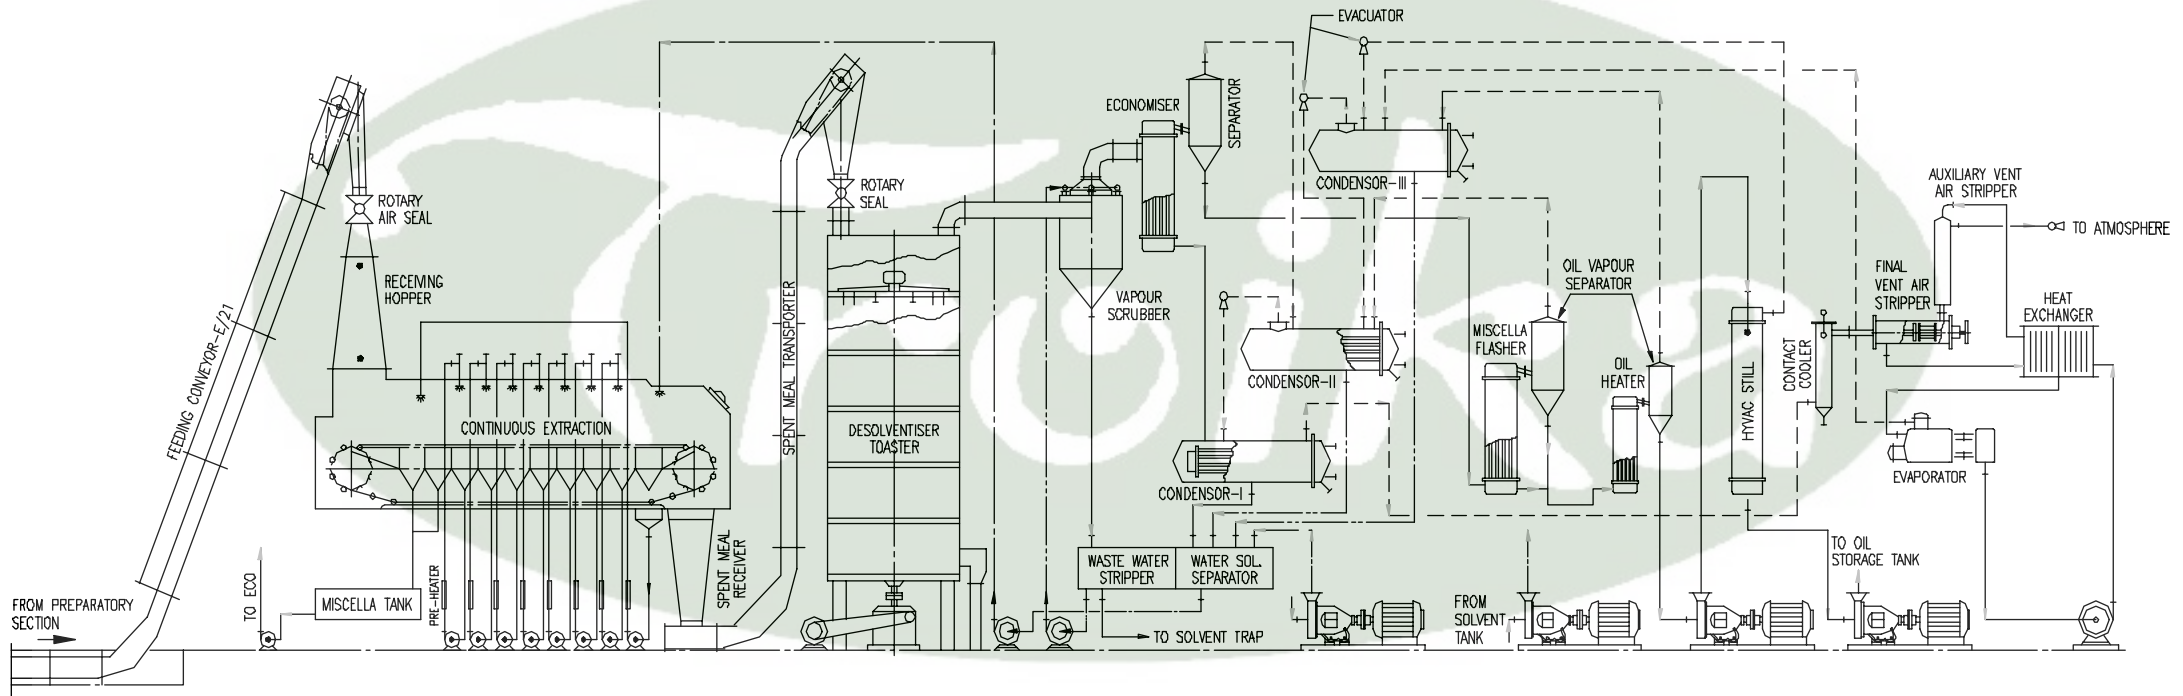 EVACUATOR
ECONOMISER
SEPARATOR
CONDENSOR-III
ROTARY
AIR SEAL
ROTARY
SEAL
AUXILIARY VENT
AIR STRIPPER
TO ATMOSPHERE
RECEIVING
HOPPER
FEEDING CONVEYOR-E/21
SPENT MEAL TRANSPORTER
VAPOUR
SCRUBBER
OIL VAPOUR
SEPARATOR
FINAL
VENT AIR
STRIPPER
HEAT
EXCHANGER
MISCELLA
FLASHER
OIL
HEATER
CONTACT
COOLER
HYVAC STILL
CONDENSOR-II
CONTINUOUS EXTRACTION
DESOLVENTISER
TOASTER
CONDENSOR-I
EVAPORATOR
Troika
WASTE WATER
STRIPPER
WATER SOL.
SEPARATOR
TO OIL
STORAGE TANK
SPENT MEAL
RECEIVER
PRE-HEATER
MISCELLA TANK
TO ECO
FROM PREPARATORY
SECTION
TO SOLVENT TRAP
FROM
SOLVENT
TANK